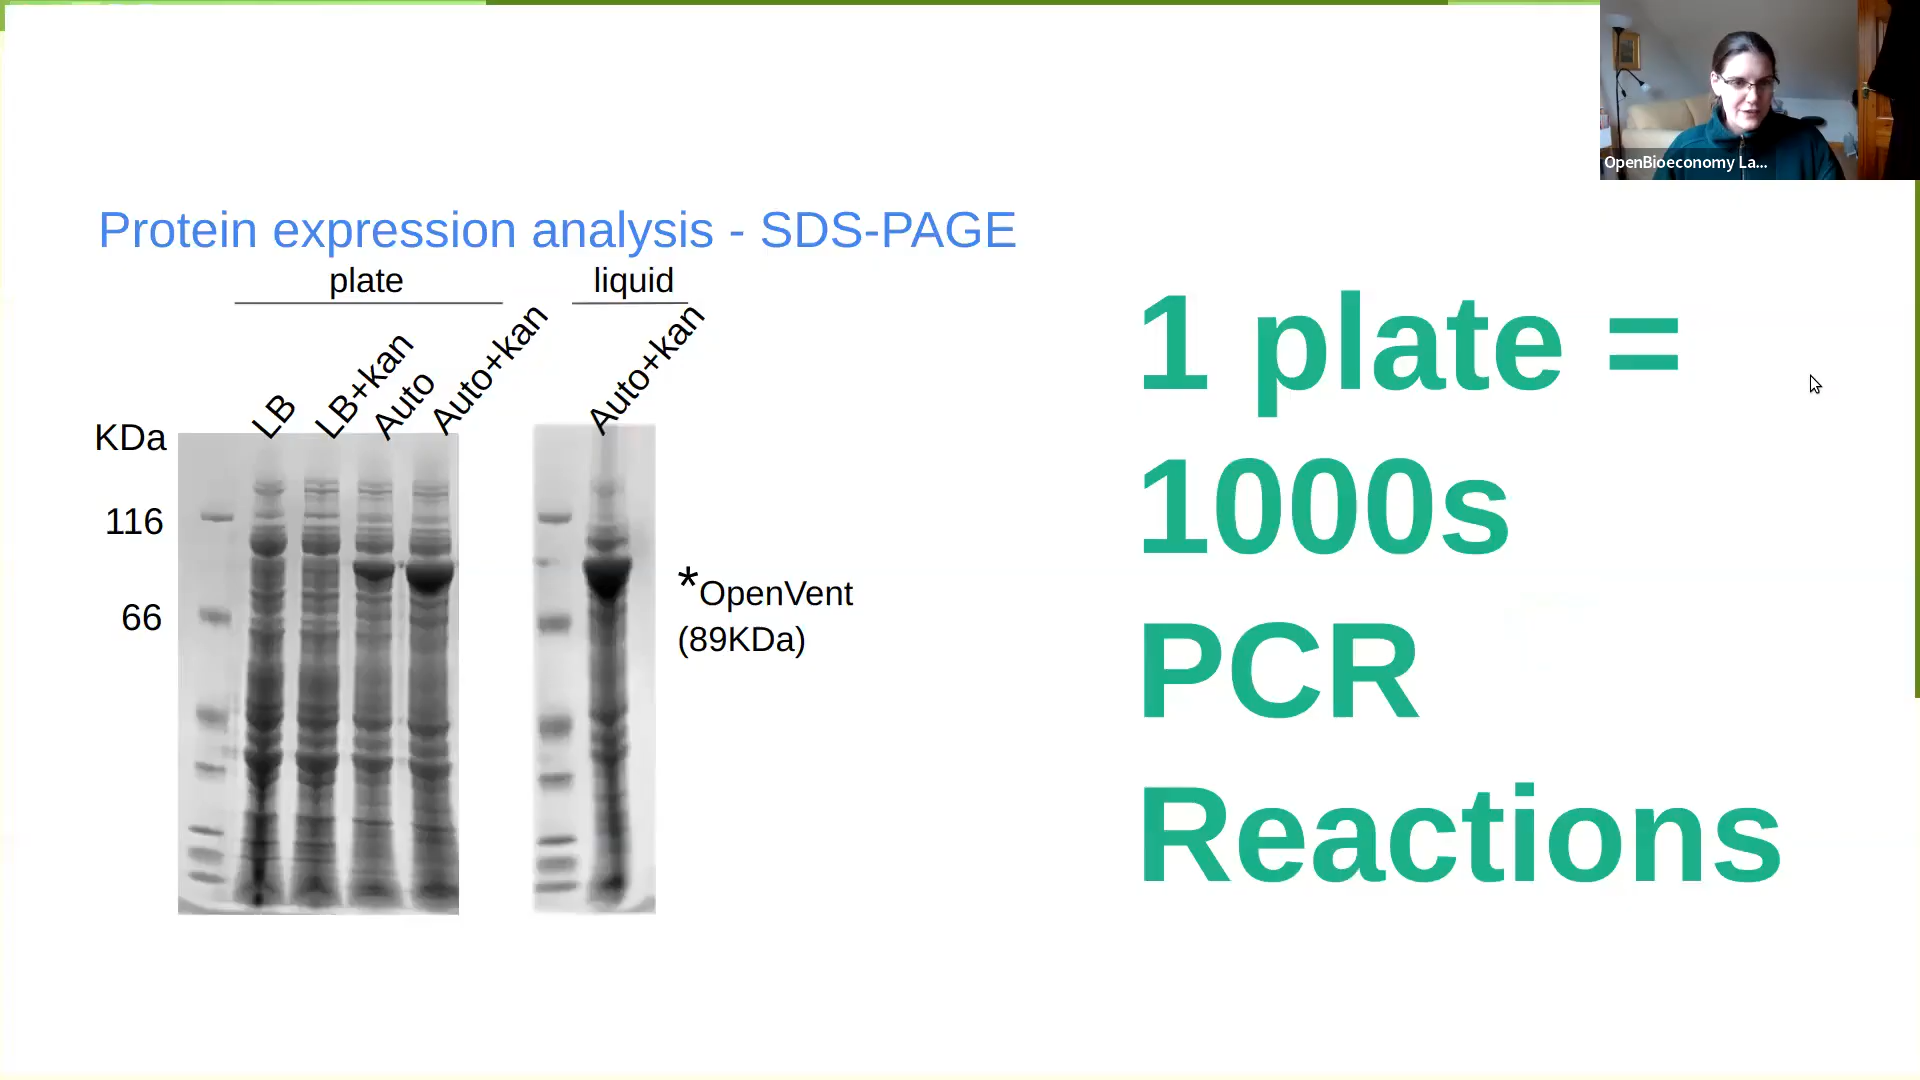 OpenBioeconomy La...
Protein expression analysis - SDS-PAGE
plate
liquid
LB
LB+kan
Auto
Auto+kan
Auto+kan
KDa
116
66
*OpenVent
(89KDa)
1 plate =
1000s
PCR
Reactions